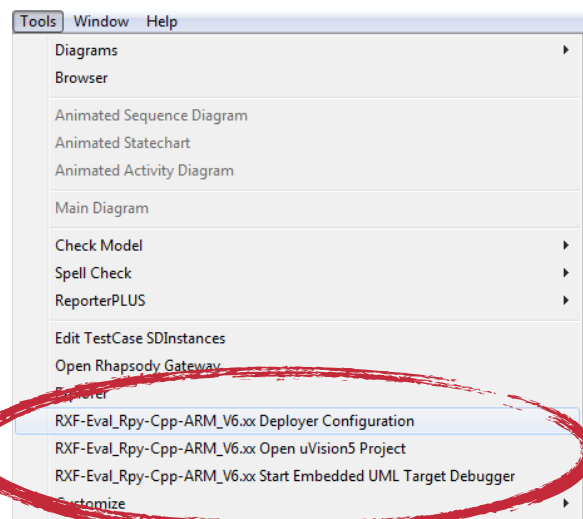 Tools Window Help
Diagrams
Browser
Animated Sequence Diagram
Animated Statechart
Animated Activity Diagram
Main Diagram
Check Model
Spell Check
ReporterPLUS
Edit TestCase SDInstances
Open Rhapsody Gateway
Explorer
RXF-Eval_Rpy-Cpp-ARM_V6.xx Deployer Configuration
RXF-Eval_Rpy-Cpp-ARM_V6.xx Open uVision5 Project
RXF-Eval_Rpy-Cpp-ARM_V6.xx Start Embedded UML Target Debugger
Customize